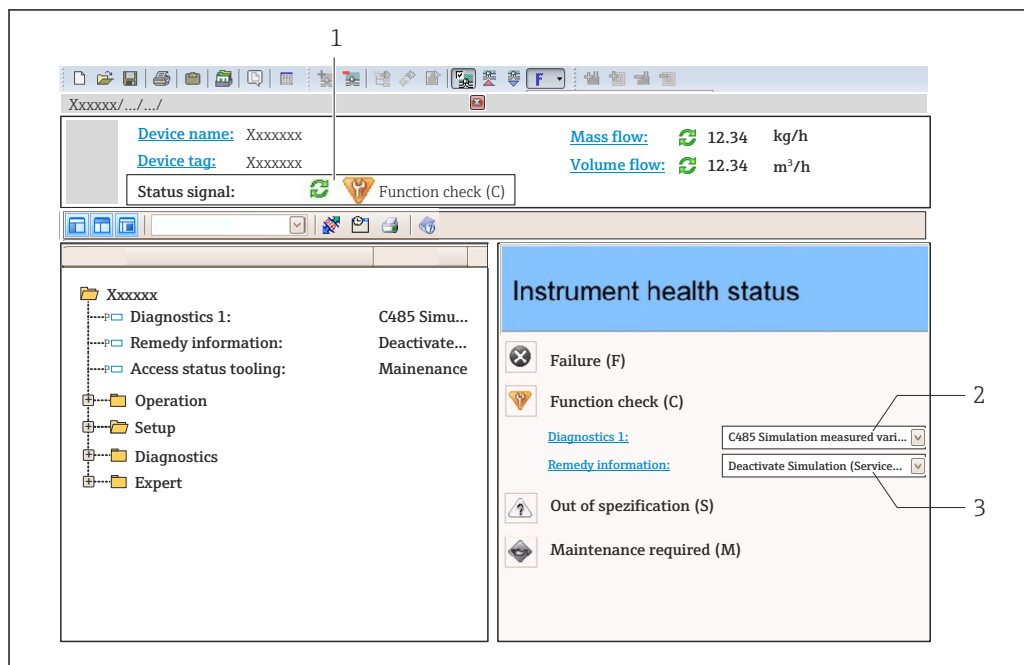 1
F
Xxxxxx/.../.../
Device name: Xxxxxxx
Mass flow: 12.34 kg/h
Device tag: Xxxxxxx
Volume flow: 12.34 m³/h
Status signal: Function check (C)
Instrument health status
Xxxxxx
P Diagnostics 1: C485 Simu...
P Remedy information: Deactivate...
P Access status tooling: Mainenance
Operation
Setup
Diagnostics
Expert
Failure (F)
Function check (C)
2
Diagnostics 1: C485 Simulation measured vari...
Remedy information: Deactivate Simulation (Service...
3
Out of spezification (S)
Maintenance required (M)